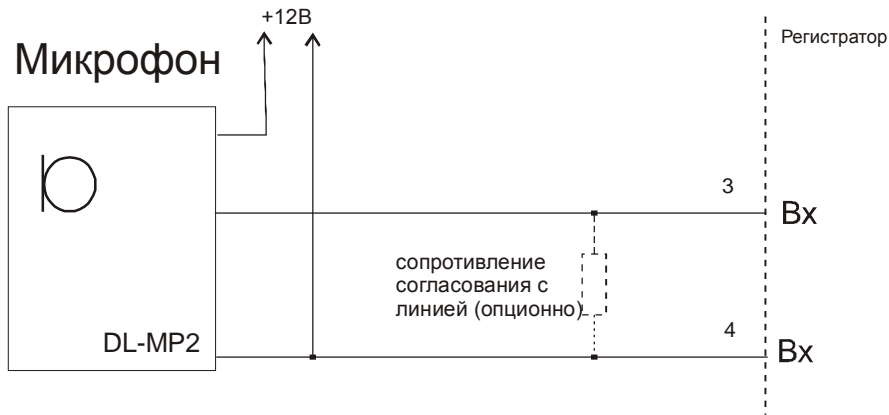 +12В
Регистратор
Микрофон
3
Вх
сопротивление
согласования с
линией (опционно)
DL-MP2
4
Вх